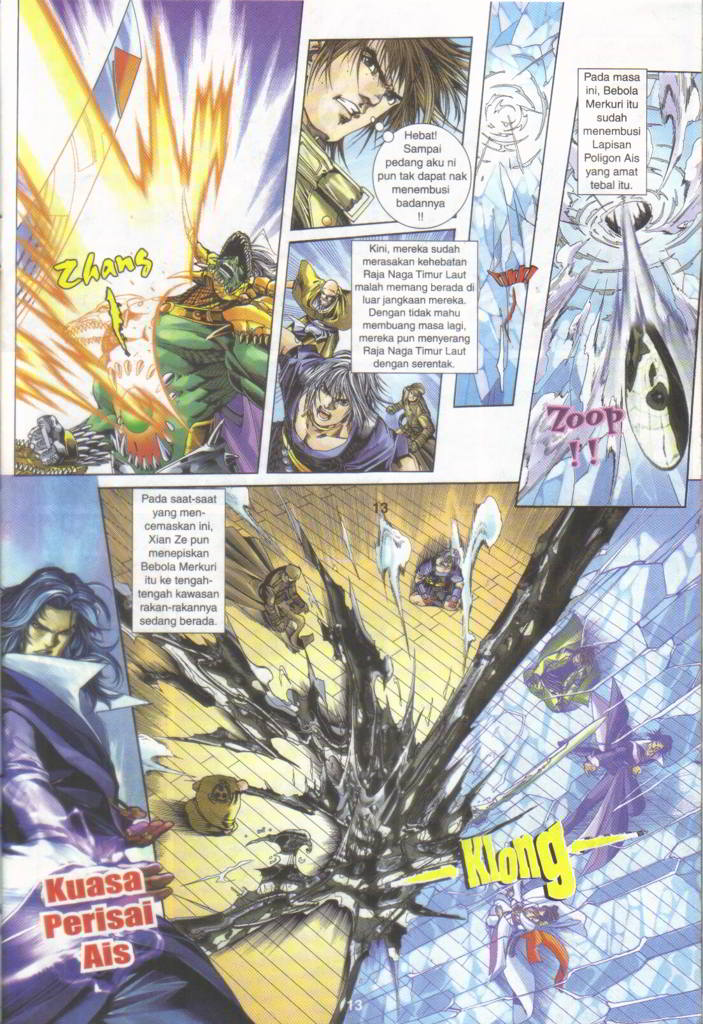 Zhang
Hebat!
Sampai
pedang aku ni
pun tak dapat nak
menembusi
badannya
!!
Pada masa
ini, Bebola
Merkuri itu
sudah
menembusi
Lapisan
Poligon Ais
yang amat
tebal itu.
Kini, mereka sudah
merasakan kehebatan
Raja Naga Timur Laut
malah memang berada di
luar jangkaan mereka.
Dengan tidak mahu
membuang masa lagi,
mereka pun menyerang
Raja Naga Timur Laut
dengan serentak.
Zoop
!!
Pada saat-saat
yang men-
cemaskan ini,
Xian Ze pun
menepiskan
Bebola Merkuri
itu ke tengah-
tengah kawasan
rakan-rakannya
sedang berada.
13
Klong
Kuasa
Perisai
Ais
13